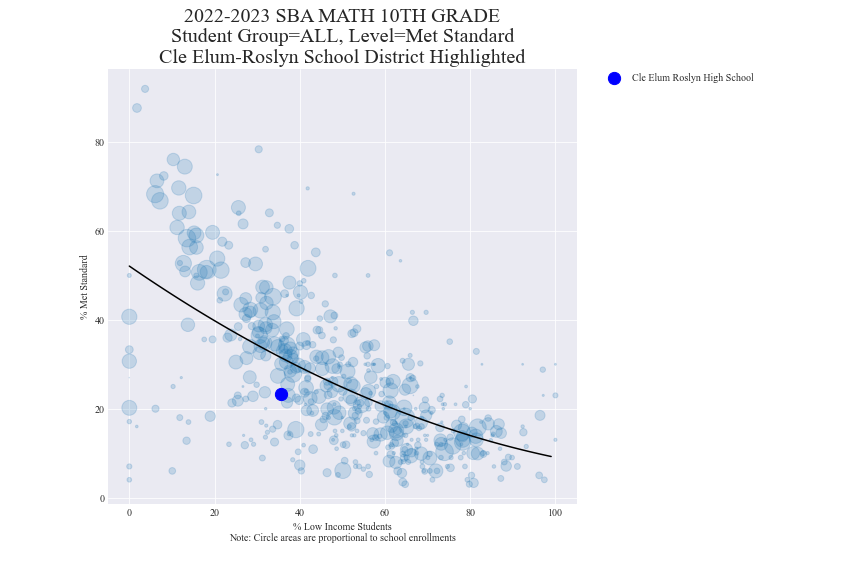 2022-2023 SBA MATH 10TH GRADE
Student Group=ALL, Level=Met Standard
Cle Elum-Roslyn School District Highlighted
Cle Elum Roslyn High School
80
60
40
20
0
% Met Standard
0 20 40 60 80 100
% Low Income Students
Note: Circle areas are proportional to school enrollments